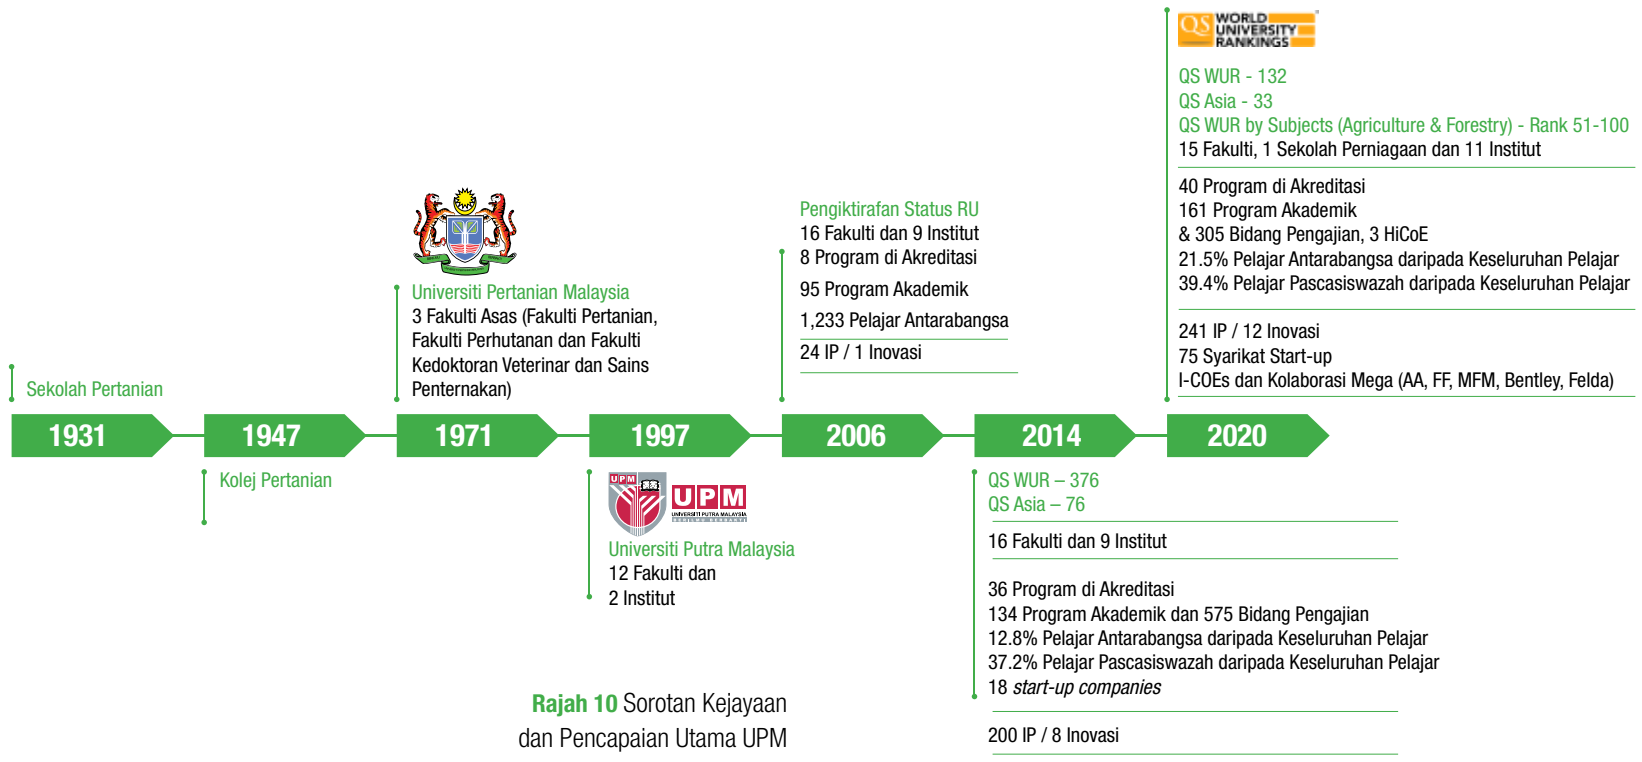 QS WORLD UNIVERSITY RANKINGS
QS WUR - 132
QS Asia - 33
QS WUR by Subjects (Agriculture & Forestry) - Rank 51-100
15 Fakulti, 1 Sekolah Perniagaan dan 11 Institut
40 Program di Akreditasi
161 Program Akademik
& 305 Bidang Pengajian, 3 HiCoE
21.5% Pelajar Antarabangsa daripada Keseluruhan Pelajar
39.4% Pelajar Pascasiswazah daripada Keseluruhan Pelajar
241 IP / 12 Inovasi
75 Syarikat Start-up
I-COEs dan Kolaborasi Mega (AA, FF, MFM, Bentley, Felda)
Pengiktirafan Status RU
16 Fakulti dan 9 Institut
8 Program di Akreditasi
95 Program Akademik
1,233 Pelajar Antarabangsa
24 IP / 1 Inovasi
Universiti Pertanian Malaysia
3 Fakulti Asas (Fakulti Pertanian,
Fakulti Perhutanan dan Fakulti
Kedoktoran Veterinar dan Sains
Penternakan)
Sekolah Pertanian
1931
1947
1971
1997
2006
2014
2020
Kolej Pertanian
UPM
UPM
UNIVERSITI PUTRA MALAYSIA
BERILMU BERBAKTI
Universiti Putra Malaysia
12 Fakulti dan
2 Institut
QS WUR – 376
QS Asia – 76
16 Fakulti dan 9 Institut
36 Program di Akreditasi
134 Program Akademik dan 575 Bidang Pengajian
12.8% Pelajar Antarabangsa daripada Keseluruhan Pelajar
37.2% Pelajar Pascasiswazah daripada Keseluruhan Pelajar
18 start-up companies
200 IP / 8 Inovasi
Rajah 10 Sorotan Kejayaan
dan Pencapaian Utama UPM